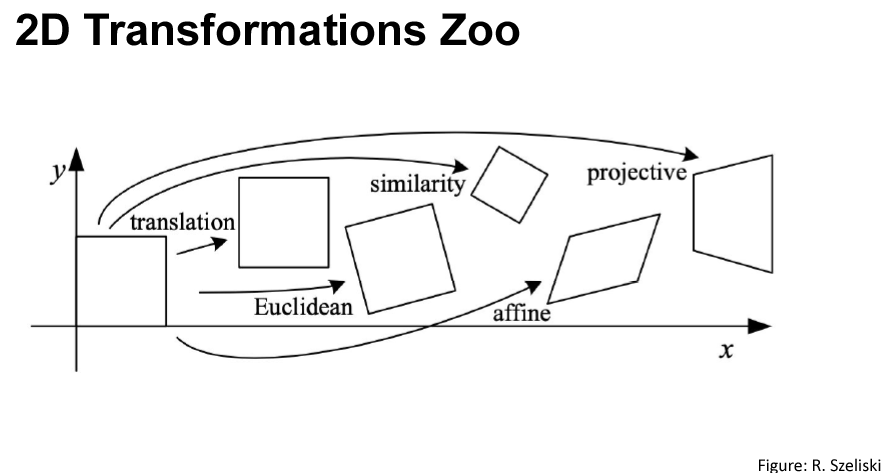 2D Transformations Zoo
y
similarity
projective
translation
Euclidean
affine
x
Figure: R. Szeliski